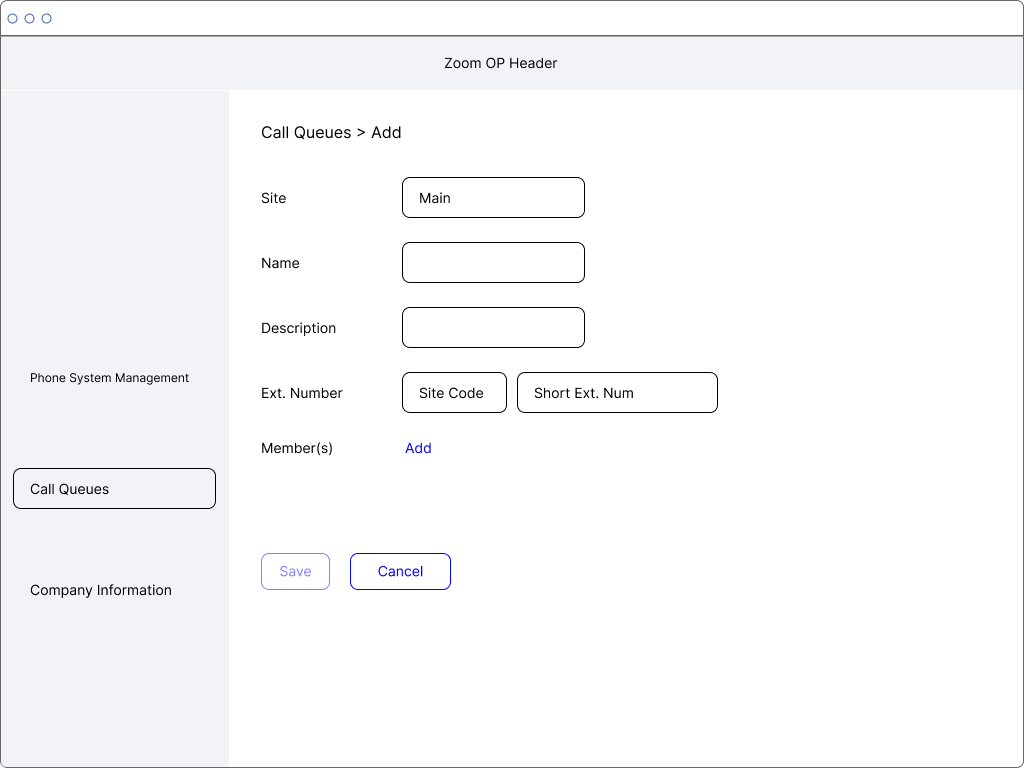 Zoom OP Header
Call Queues > Add
Site
Main
Name
Description
Phone System Management
Ext. Number
Site Code
Short Ext. Num
Member(s)
Add
Call Queues
Save
Cancel
Company Information